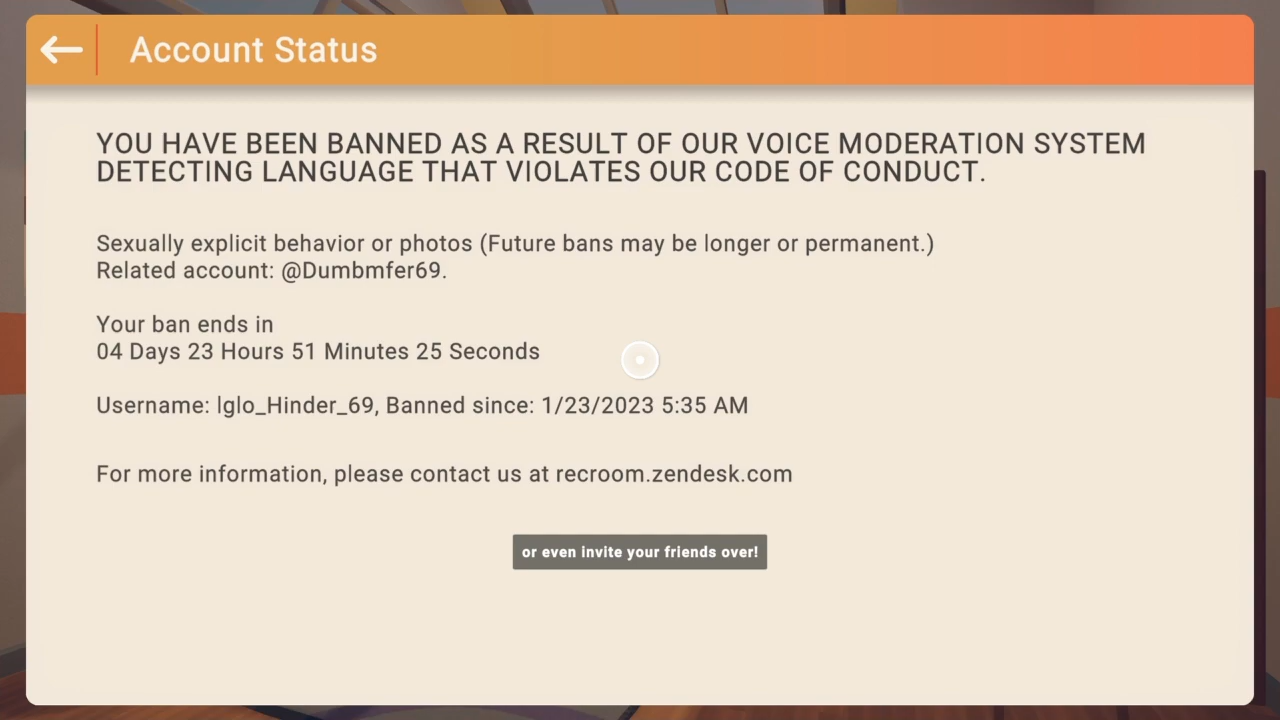 Account Status
YOU HAVE BEEN BANNED AS A RESULT OF OUR VOICE MODERATION SYSTEM
DETECTING LANGUAGE THAT VIOLATES OUR CODE OF CONDUCT.
Sexually explicit behavior or photos (Future bans may be longer or permanent.)
Related account: @Dumbmfer69.
Your ban ends in
04 Days 23 Hours 51 Minutes 25 Seconds
Username: lglo_Hinder_69, Banned since: 1/23/2023 5:35 AM
For more information, please contact us at recroom.zendesk.com
or even invite your friends over!